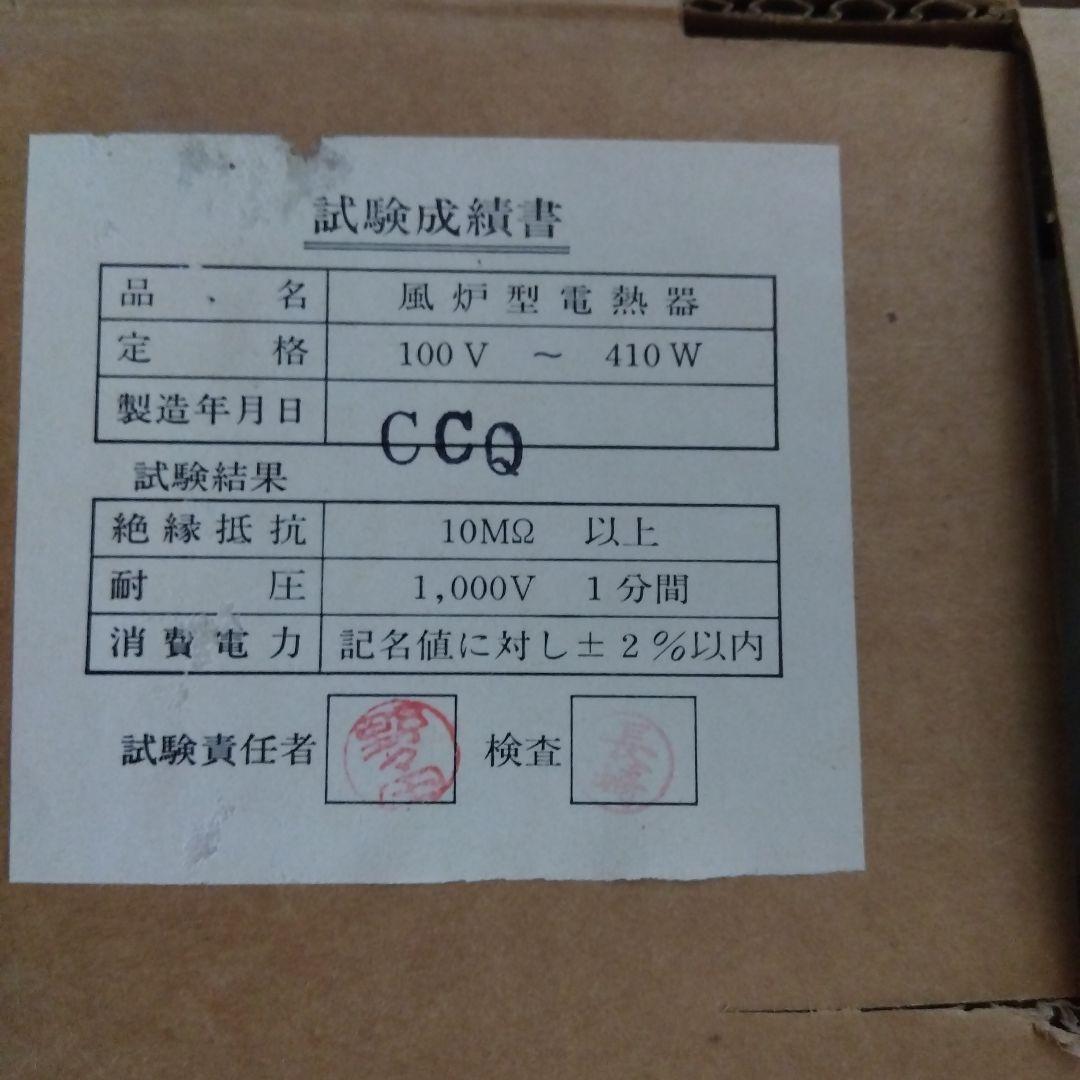 試験成績書
品名 風炉型電熱器
定格 100V ～ 410W
製造年月日 CCQ
試験結果
絶縁抵抗 10MΩ 以上
耐圧 1,000V 1分間
消費電力 記名値に対し±2%以内
試験責任者 検査